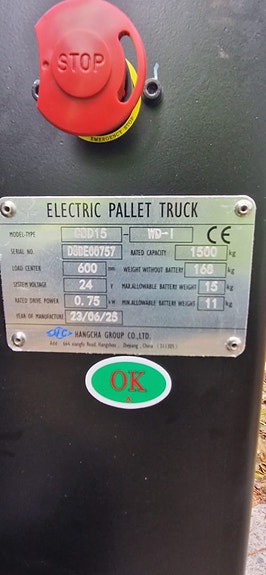 STOP
EMERGENCY STOP
ELECTRIC PALLET TRUCK
MODEL-TYPE CBD15 - WD-I CE
SERIAL NO D8BE00757 RATED CAPACITY 1500 kg
LOAD CENTER 600 mm WEIGHT WITHOUT BATTERY 168 kg
SYSTEM VOLTAGE 24 V MAX.ALLOWABLE BATTERY WEIGHT 15 kg
RATED DRIVE POWER 0.75 kW MIN.ALLOWABLE BATTERY WEIGHT 11 kg
YEAR OF MANUFACTURE 23/06/25
HC HANGCHA GROUP CO.,LTD.
OK